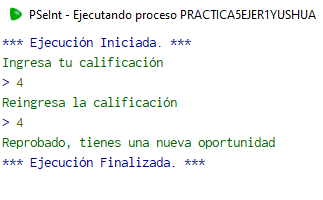 PSeInt - Ejecutando proceso PRACTICA5EJER1YUSHUA
*** Ejecución Iniciada. ***
Ingresa tu calificación
> 4
Reingresa la calificación
> 4
Reprobado, tienes una nueva oportunidad
*** Ejecución Finalizada. ***